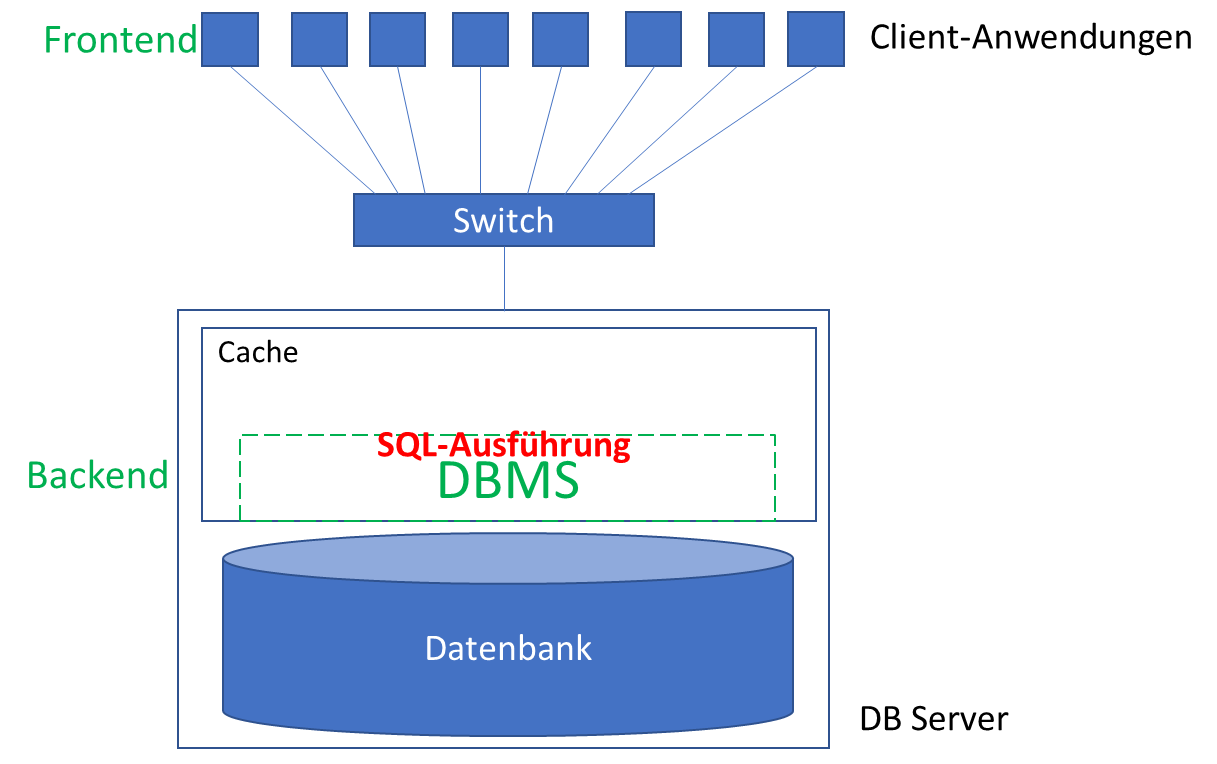 Frontend
Client-Anwendungen
Switch
Cache
SQL-Ausführung
DBMS
Backend
Datenbank
DB Server